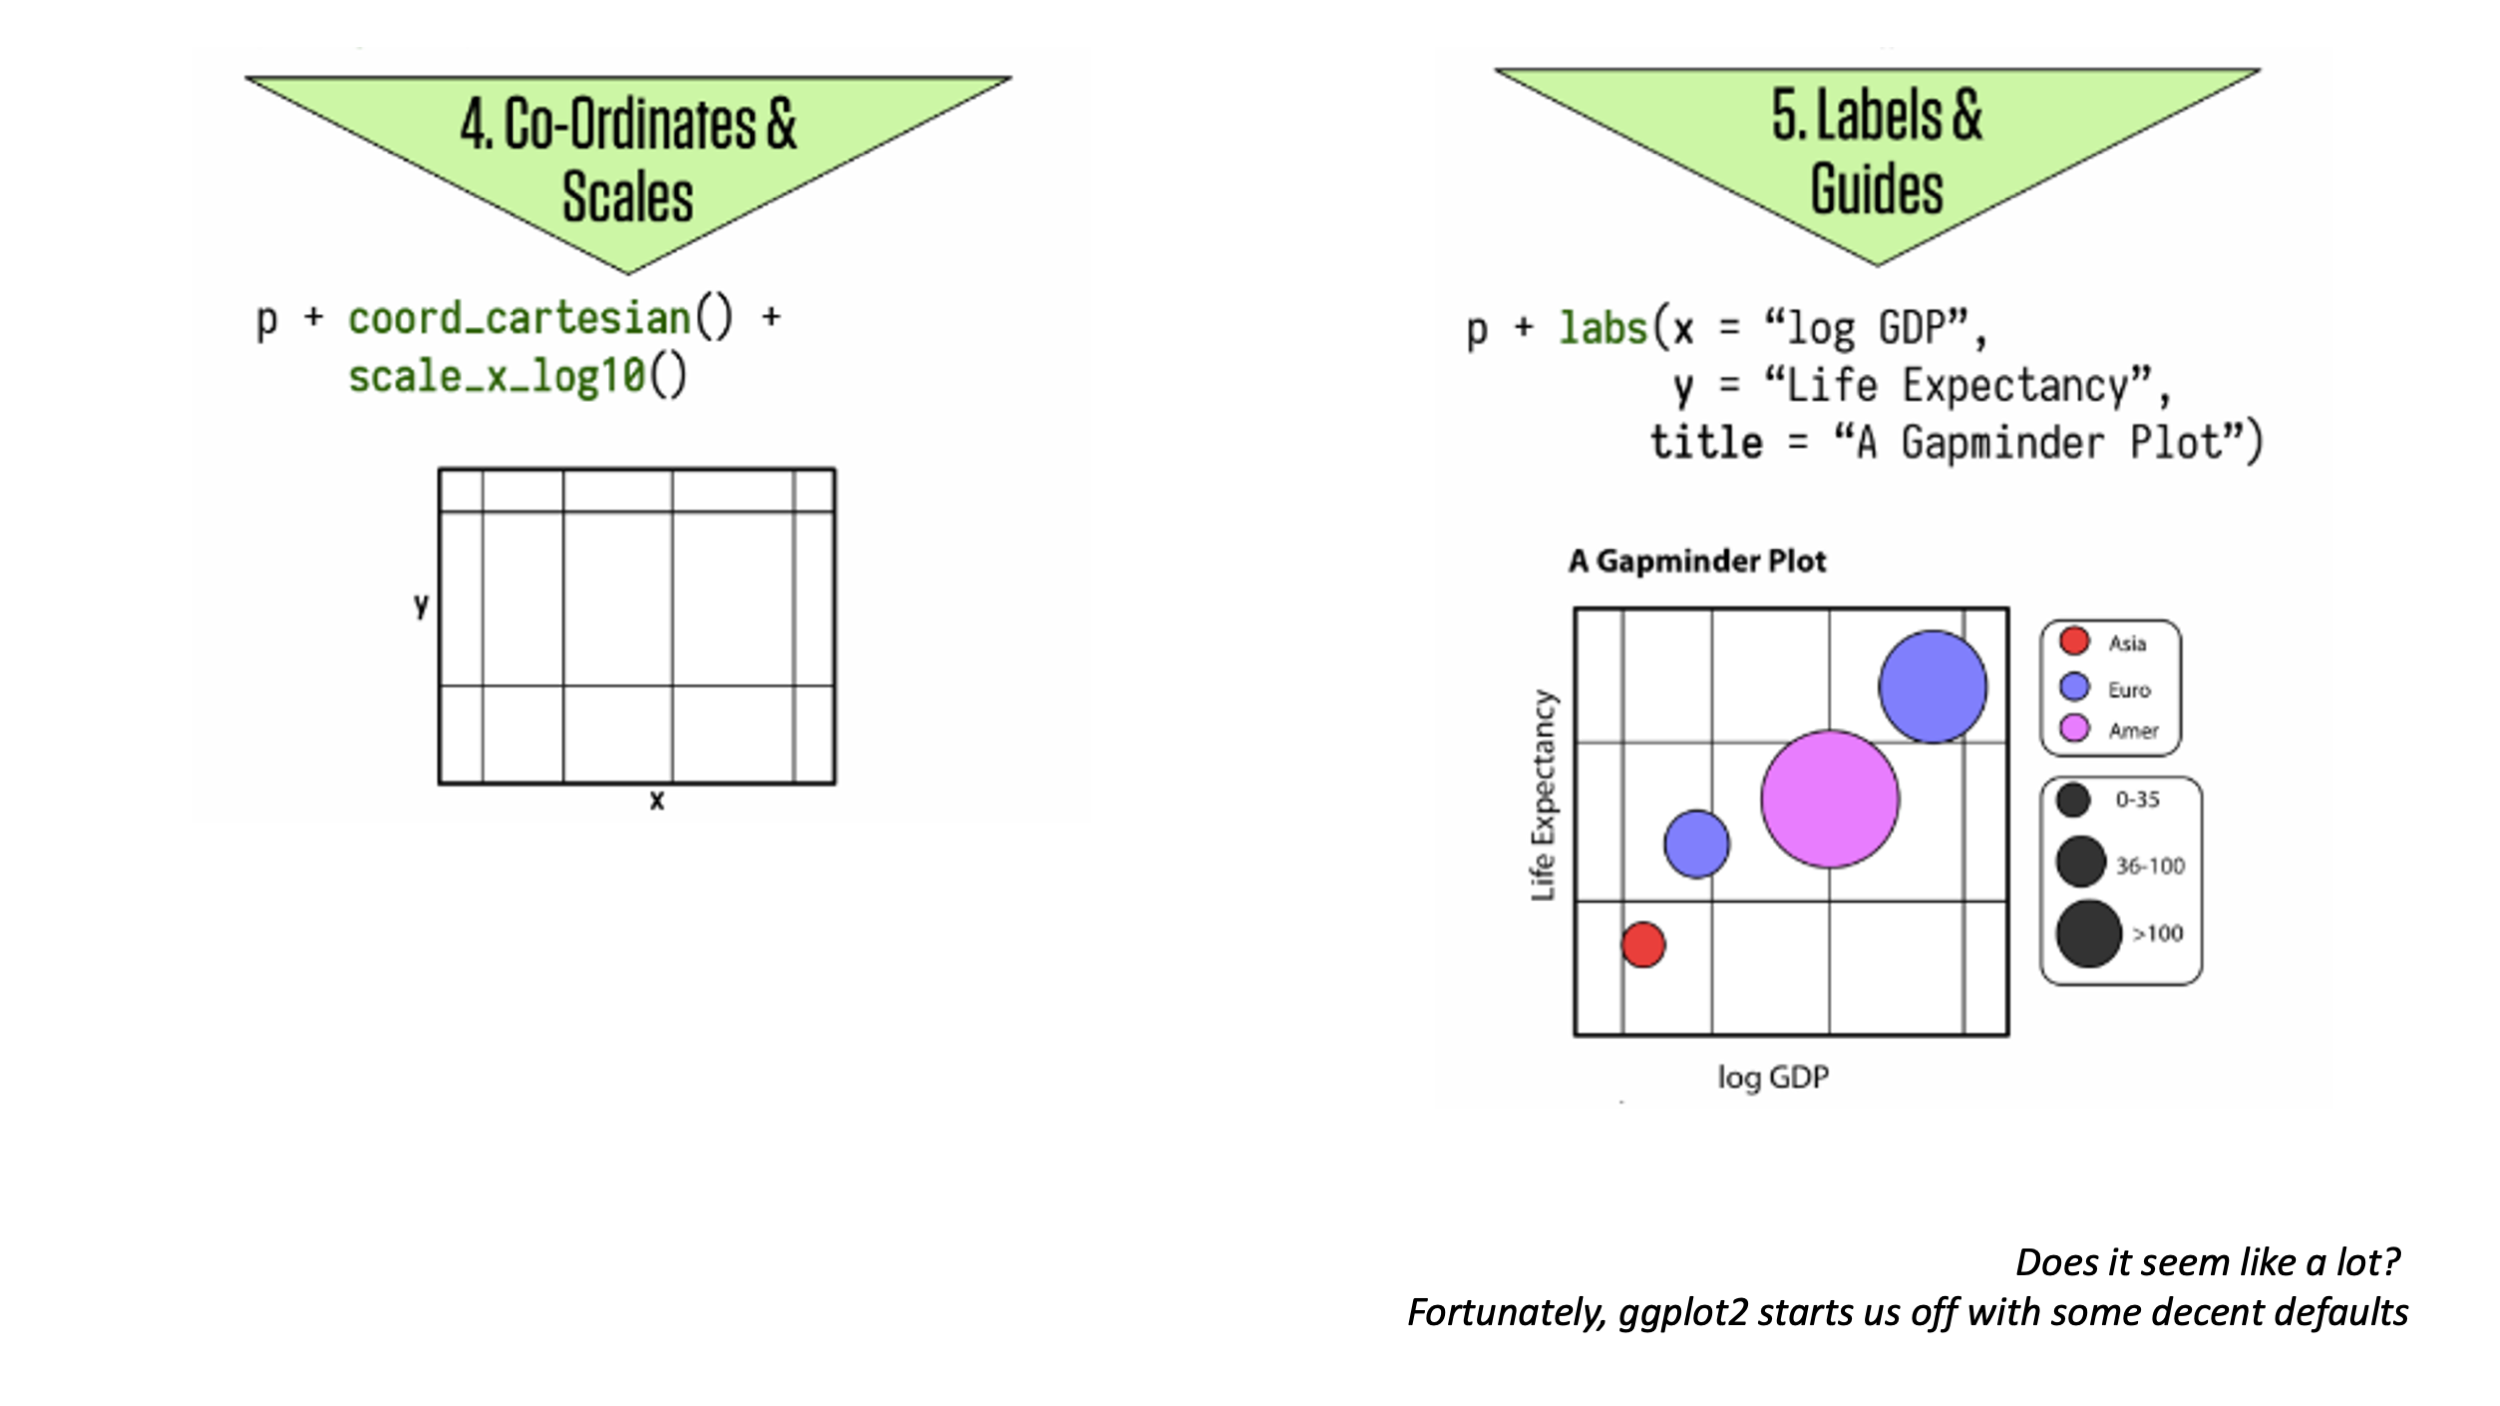 4. Co-Ordinates &
Scales
p + coord_cartesian() +
scale_x_log10()
y
x
5. Labels &
Guides
p + labs(x = “log GDP”,
y = “Life Expectancy”,
title = “A Gapminder Plot”)
A Gapminder Plot
Life Expectancy
log GDP
Asia
Euro
Amer
0-35
36-100
>100
Does it seem like a lot?
Fortunately, ggplot2 starts us off with some decent defaults